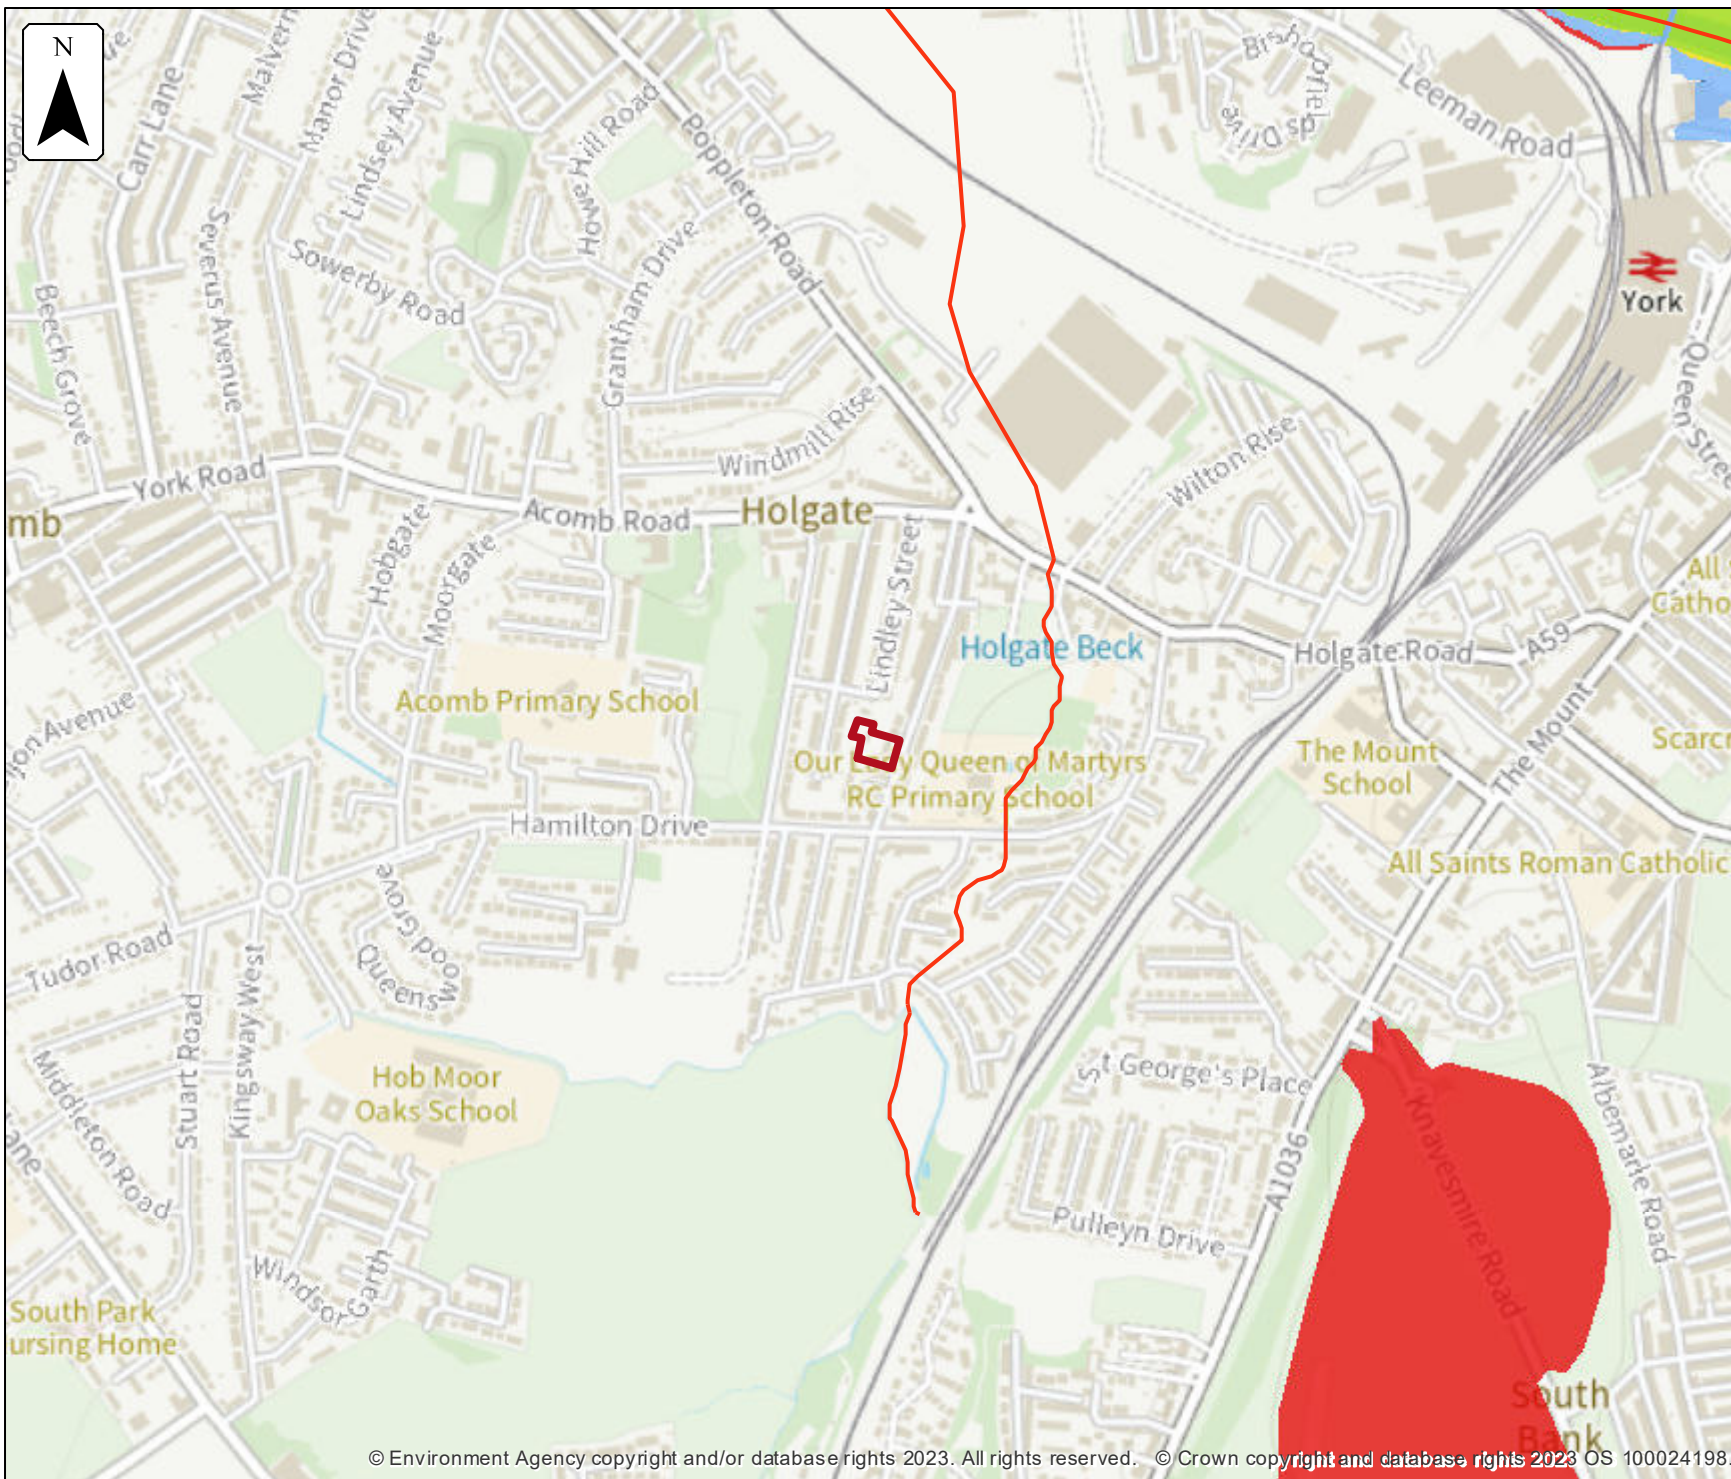 N
Malvern
Carr Lane
Manor Drive
Lindsey Avenue
Howe Hill Road
Poppleton Road
Bishopfields Drive
Leeman Road
Severus Avenue
Sowerby Road
Grantham Drive
Beech Grove
York
Queen Street
York Road
Windmill Rise
Wilton Rise
mb
Acomb Road
Holgate
Hobgate
Moorgate
Lindley Street
Holgate Beck
Holgate Road
A59
All
Catho
Acomb Primary School
The Mount
Our Lady Queen of Martyrs
RC Primary School
The Mount
School
Scarcr
Hamilton Drive
All Saints Roman Catholic
Tudor Road
Queenswood Grove
Stuart Road
Kingsway West
Middleton Road
Hob Moor
Oaks School
St George's Place
Knavesmire Road
Albemarle Road
A1036
Pulleyn Drive
Windsor Garth
South Park
ursing Home
South
Bank
© Environment Agency copyright and/or database rights 2023. All rights reserved. © Crown copyright and database rights 2023 OS 100024198